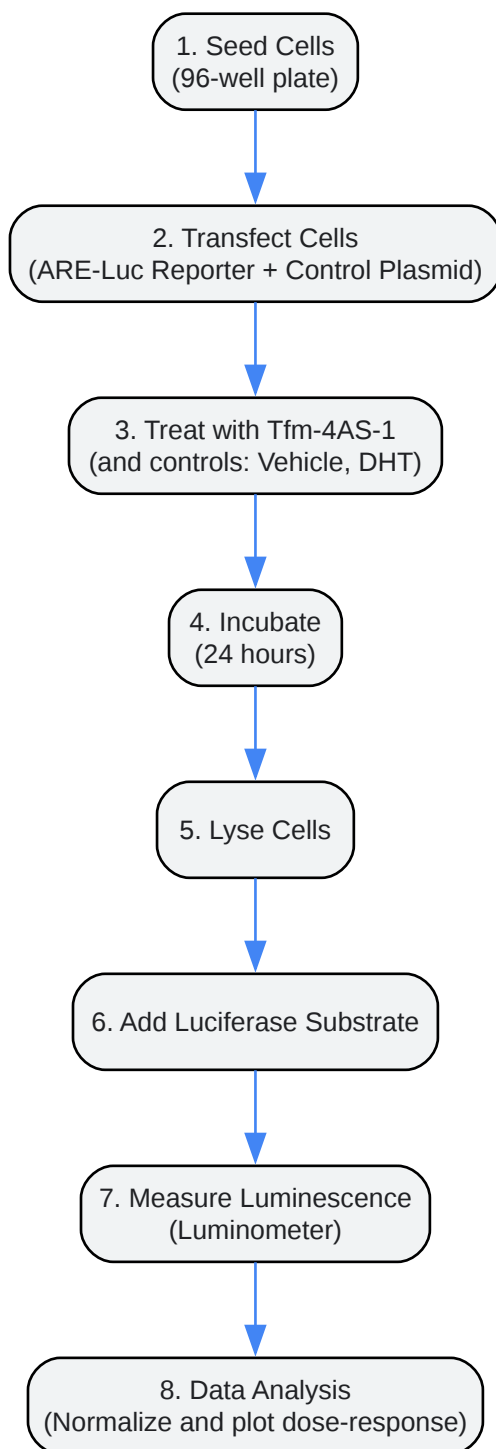 1. Seed Cells
(96-well plate)
2. Transfect Cells
(ARE-Luc Reporter + Control Plasmid)
3. Treat with Tfm-4AS-1
(and controls: Vehicle, DHT)
4. Incubate
(24 hours)
5. Lyse Cells
6. Add Luciferase Substrate
7. Measure Luminescence
(Luminometer)
8. Data Analysis
(Normalize and plot dose-response)